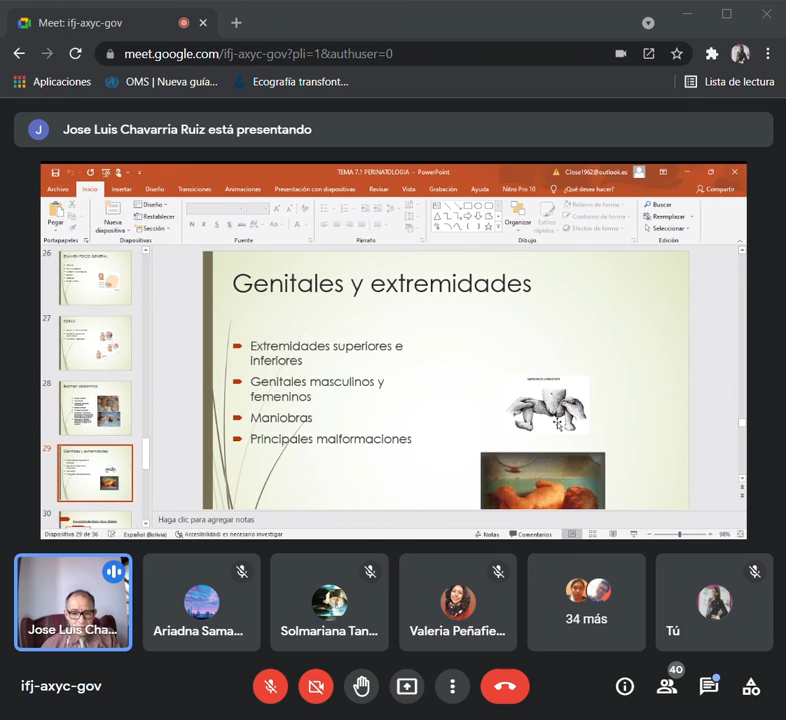 Meet: ifj-axyc-gov
meet.google.com/ifj-axyc-gov?pli=1&authuser=0
Aplicaciones
OMS | Nueva guía...
Ecografía transfont...
Lista de lectura
J
Jose Luis Chavarria Ruiz está presentando
TEMA 7.1 PERINATOLOGIA - PowerPoint
Close1962@outlook.es
Archivo Inicio Insertar Diseño Transiciones Animaciones Presentación con diapositivas Revisar Vista Grabación Ayuda Nitro Pro 10 ¿Qué desea hacer? Compartir
Pegar
Nueva diapositiva
Diseño
Restablecer
Sección
Organizar
Estilos rápidos
Relleno de forma
Contorno de forma
Efectos de forma
Buscar
Reemplazar
Seleccionar
Portapapeles Diapositivas Fuente Párrafo Dibujo Edición
26
EXAMEN FISICO GENERAL
27
28
Examen abdominal
29
Genitales y extremidades
30
Genitales y extremidades
Extremidades superiores e
inferiores
Genitales masculinos y
femeninos
Maniobras
Principales malformaciones
Haga clic para agregar notas
Diapositiva 29 de 36 Español (Bolivia) Accesibilidad: es necesario investigar Notas Comentarios 98%
Jose Luis Cha...
Ariadna Sama...
Solmariana Tan...
Valeria Peñafie...
34 más
Tú
ifj-axyc-gov
40